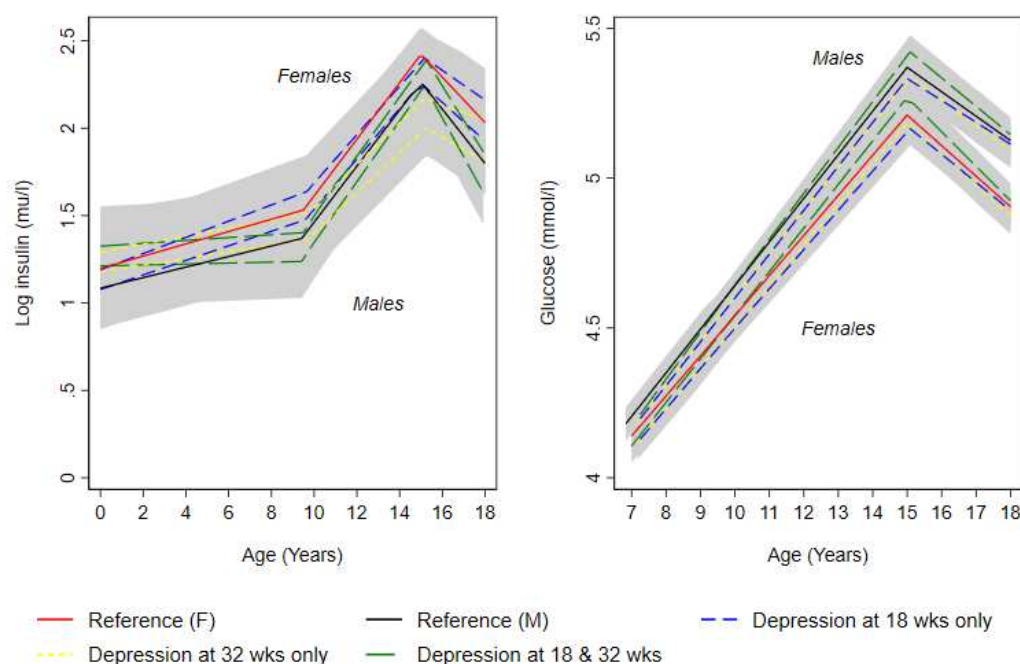 Log insulin (mu/l)
2.5
2
1.5
1
.5
0
Females
Males
0 2 4 6 8 10 12 14 16 18
Age (Years)
Glucose (mmol/l)
5.5
5
4.5
4
Males
Females
7 8 9 10 11 12 13 14 15 16 17 18
Age (Years)
Reference (F) Reference (M) Depression at 18 wks only
Depression at 32 wks only Depression at 18 & 32 wks